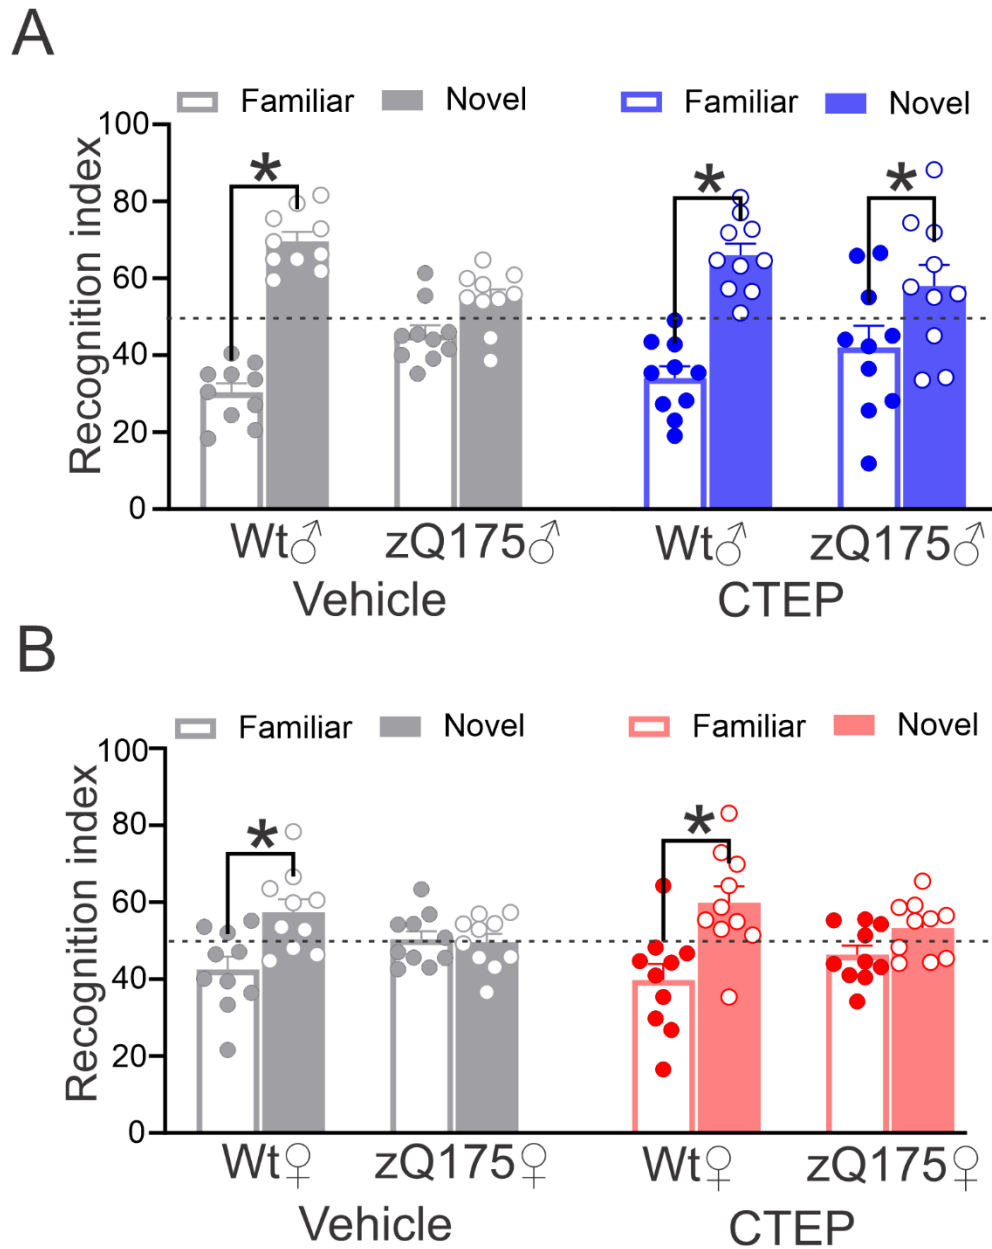 A
Familiar Novel Familiar Novel
Recognition index
100
80
60
40
20
0
* * *
Wt♂ zQ175♂ Wt♂ zQ175♂
Vehicle CTEP
B
Familiar Novel Familiar Novel
Recognition index
100
80
60
40
20
0
* *
Wt♀ zQ175♀ Wt♀ zQ175♀
Vehicle CTEP